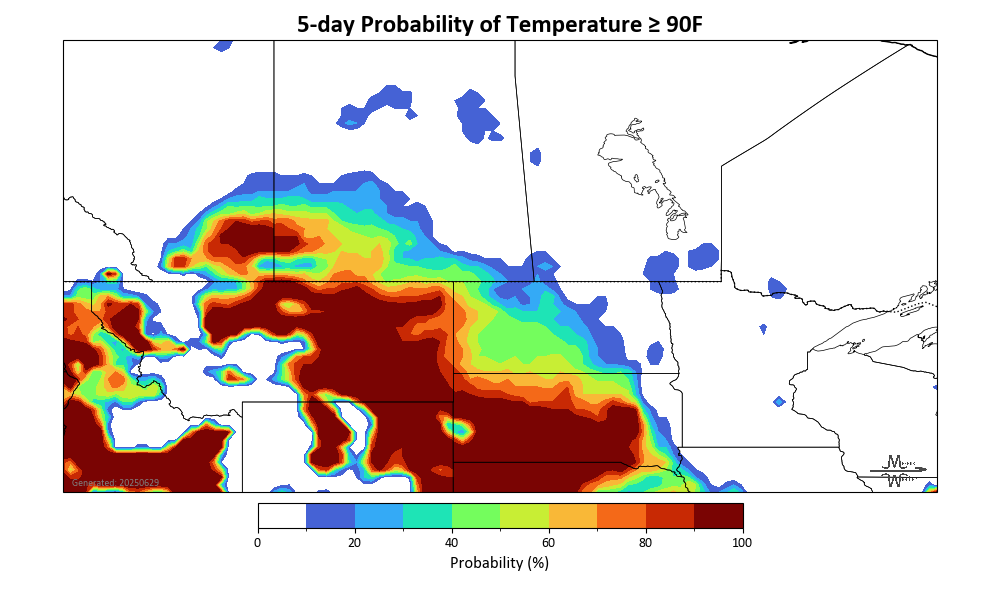 5-day Probability of Temperature ≥ 90F
Generated: 20250629
0 20 40 60 80 100
Probability (%)